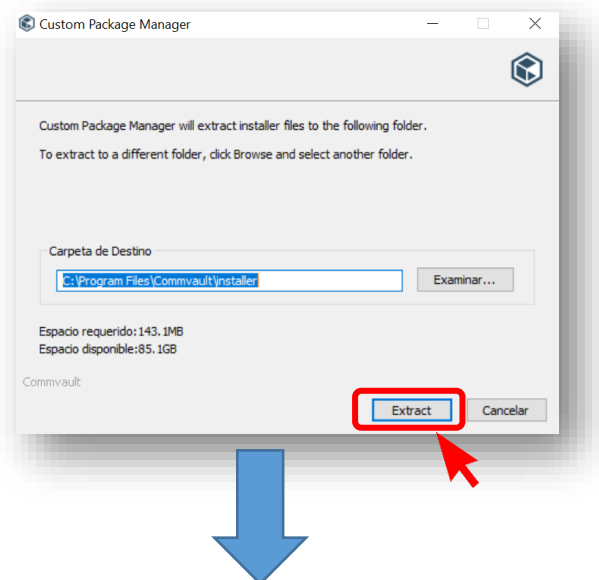 Custom Package Manager
Custom Package Manager will extract installer files to the following folder.
To extract to a different folder, click Browse and select another folder.
Carpeta de Destino
C:\Program Files\Commvault\installer
Examinar...
Espacio requerido:143.1MB
Espacio disponible:85.1GB
Commvault
Extract
Cancelar